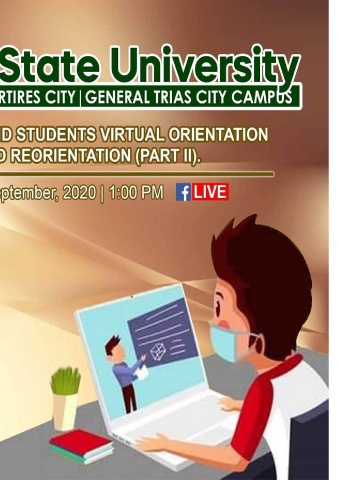 State University
RTIRES CITY | GENERAL TRIAS CITY CAMPUS
STUDENTS VIRTUAL ORIENTATION
REORIENTATION (PART II).
ptember, 2020 | 1:00 PM f LIVE